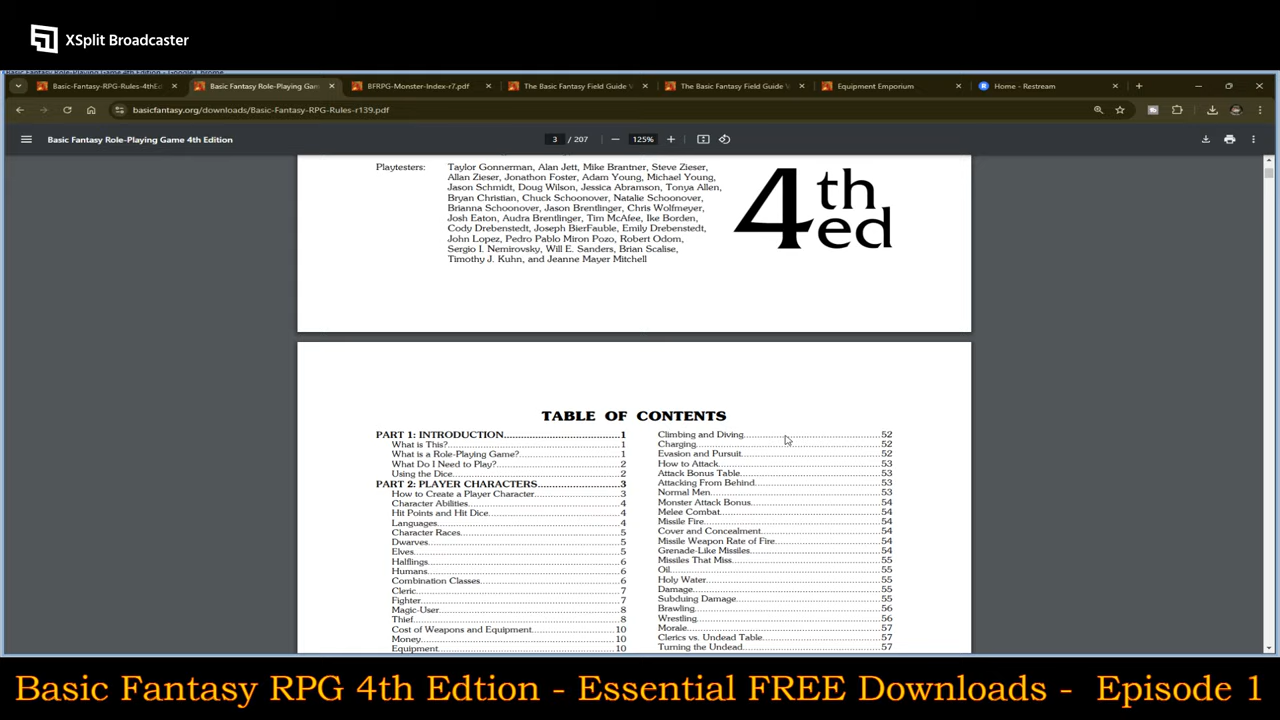 XSplit Broadcaster
Basic-Fantasy-RPG-Rules-4thEd
Basic Fantasy Role-Playing Gam
BFRPG-Monster-Index-r7.pdf
The Basic Fantasy Field Guide V
The Basic Fantasy Field Guide V
Equipment Emporium
Home - Restream
basicfantasy.org/downloads/Basic-Fantasy-RPG-Rules-r139.pdf
Basic Fantasy Role-Playing Game 4th Edition
3 / 207
125%
Playtesters:
Taylor Gonnerman, Alan Jett, Mike Brantner, Steve Zieser,
Allan Zieser, Jonathon Foster, Adam Young, Michael Young,
Jason Schmidt, Doug Wilson, Jessica Abramson, Tonya Allen,
Bryan Christian, Chuck Schoonover, Natalie Schoonover,
Brianna Schoonover, Jason Brentlinger, Chris Wolfmeyer,
Josh Eaton, Audra Brentlinger, Tim McAfee, Ike Borden,
Cody Drebenstedt, Joseph BierFauble, Emily Drebenstedt,
John Lopez, Pedro Pablo Miron Pozo, Robert Odom,
Sergio I. Nemirovsky, Will E. Sanders, Brian Scalise,
Timothy J. Kuhn, and Jeanne Mayer Mitchell
4th
ed
TABLE OF CONTENTS
PART 1: INTRODUCTION 1
What is This? 1
What is a Role-Playing Game? 1
What Do I Need to Play? 2
Using the Dice 2
PART 2: PLAYER CHARACTERS 3
How to Create a Player Character 3
Character Abilities 4
Hit Points and Hit Dice 4
Languages 4
Character Races 5
Dwarves 5
Elves 5
Halflings 6
Humans 6
Combination Classes 6
Cleric 7
Fighter 7
Magic-User 8
Thief 8
Cost of Weapons and Equipment 10
Money 10
Equipment 10
Climbing and Diving 52
Charging 52
Evasion and Pursuit 52
How to Attack 53
Attack Bonus Table 53
Attacking From Behind 53
Normal Men 53
Monster Attack Bonus 54
Melee Combat 54
Missile Fire 54
Cover and Concealment 54
Missile Weapon Rate of Fire 54
Grenade-Like Missiles 54
Missiles That Miss 55
Oil 55
Holy Water 55
Damage 55
Subduing Damage 55
Brawling 56
Wrestling 56
Morale 57
Clerics vs. Undead Table 57
Turning the Undead 57
Basic Fantasy RPG 4th Edtion - Essential FREE Downloads - Episode 1